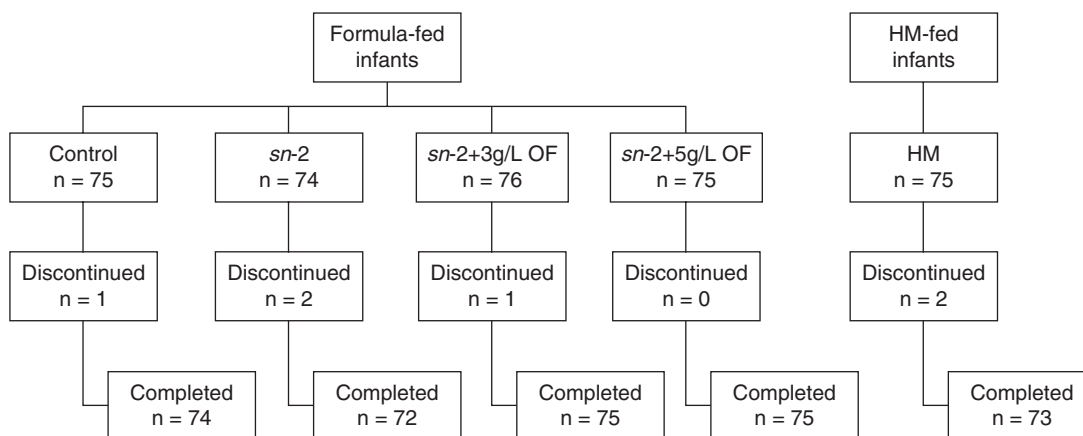 Formula-fed
infants
HM-fed
infants
Control
n = 75
sn-2
n = 74
sn-2+3g/L OF
n = 76
sn-2+5g/L OF
n = 75
HM
n = 75
Discontinued
n = 1
Discontinued
n = 2
Discontinued
n = 1
Discontinued
n = 0
Discontinued
n = 2
Completed
n = 74
Completed
n = 72
Completed
n = 75
Completed
n = 75
Completed
n = 73